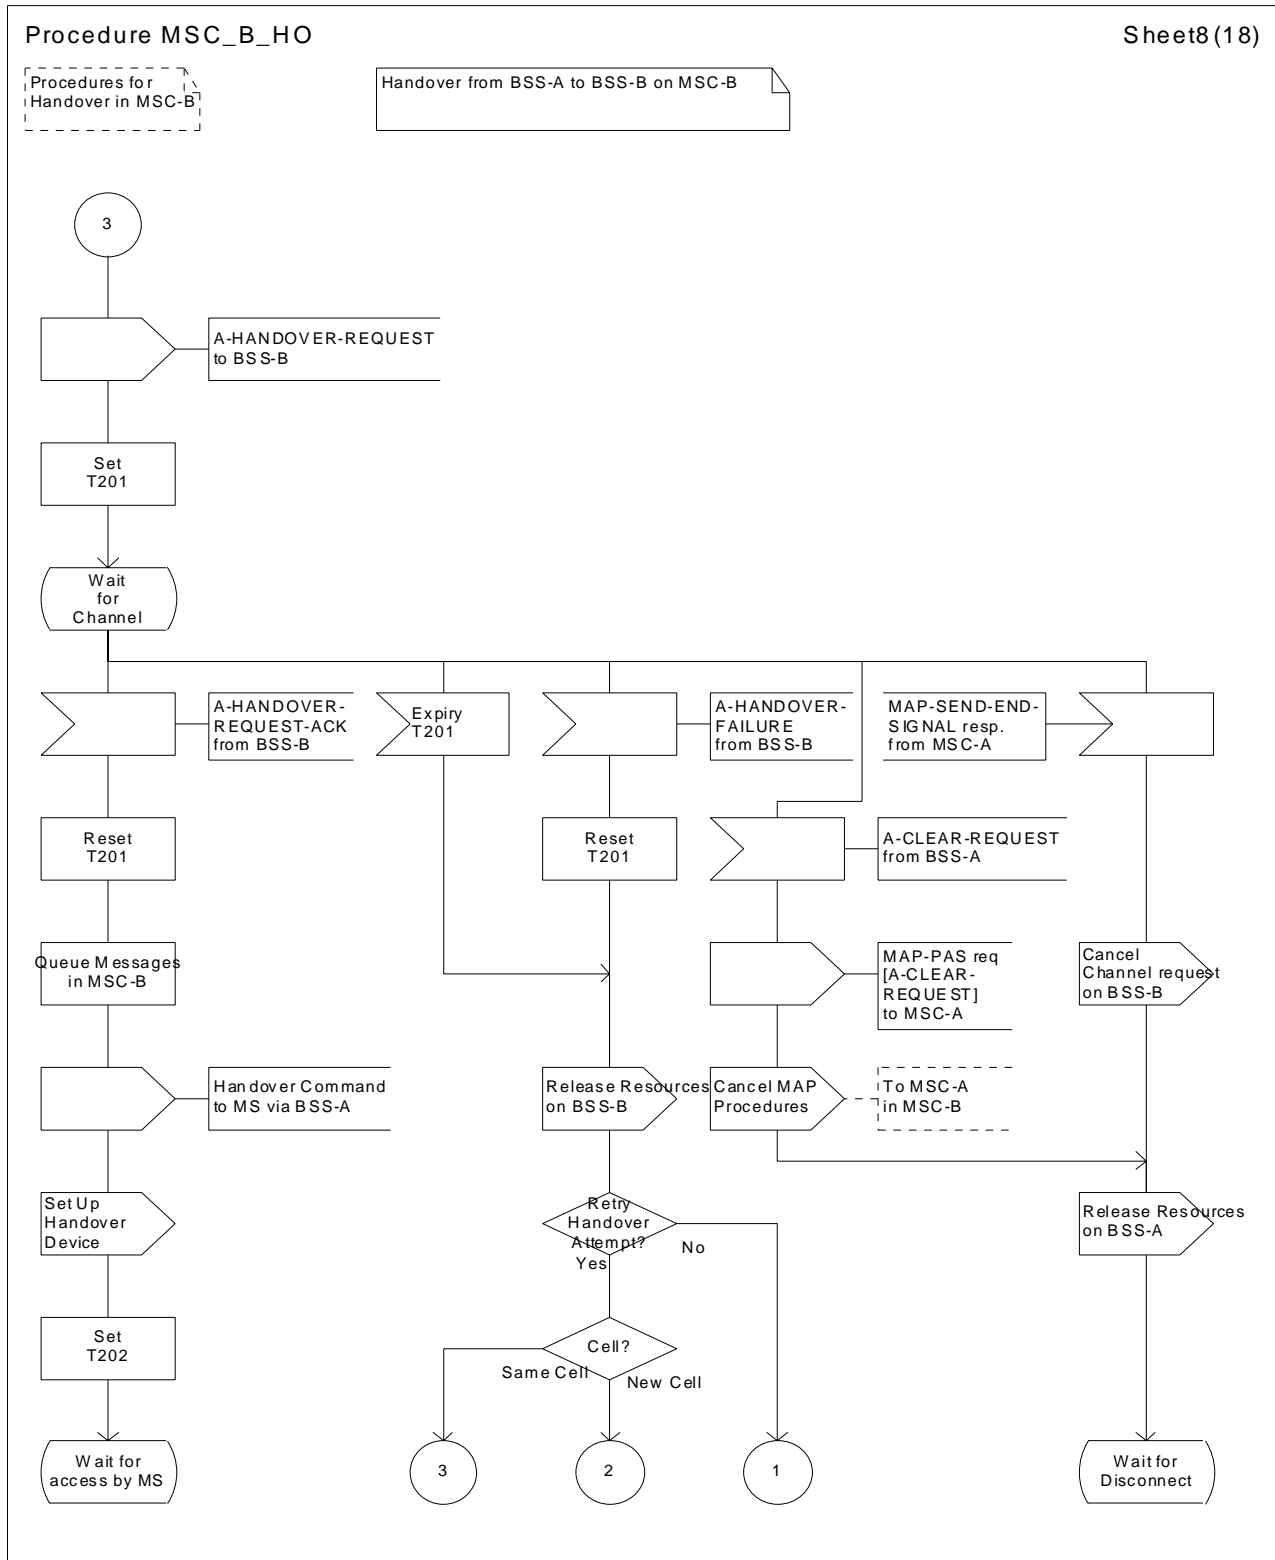 Procedure MSC_B_HO
Sheet8(18)
Procedures for
Handover in MSC-B
Handover from BSS-A to BSS-B on MSC-B
3
A-HANDOVER-REQUEST
to BSS-B
Set
T201
Wait
for
Channel
A-HANDOVER-
REQUEST-ACK
from BSS-B
Expiry
T201
A-HANDOVER-
FAILURE
from BSS-B
MAP-SEND-END-
SIGNAL resp.
from MSC-A
Reset
T201
Reset
T201
A-CLEAR-REQUEST
from BSS-A
Queue Messages
in MSC-B
MAP-PAS req
[A-CLEAR-
REQUEST]
to MSC-A
Cancel
Channel request
on BSS-B
Handover Command
to MS via BSS-A
Release Resources
on BSS-B
Cancel MAP
Procedures
To MSC-A
in MSC-B
Set Up
Handover
Device
Retry
Handover
Attempt?
No
Yes
Release Resources
on BSS-A
Set
T202
Cell?
Same Cell
New Cell
Wait for
access by MS
3
2
1
Wait for
Disconnect